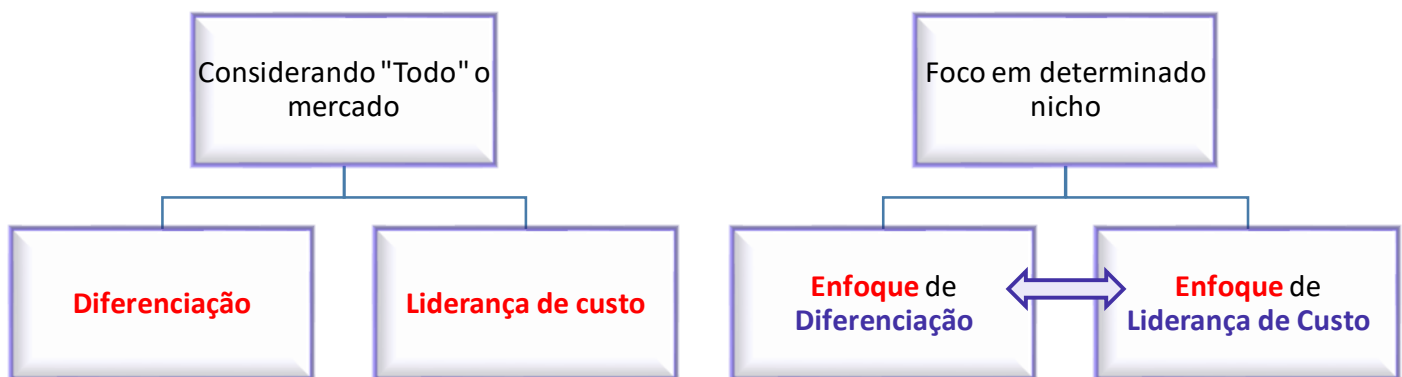 Considerando "Todo" o
mercado
Foco em determinado
nicho
Diferenciação
Liderança de custo
Enfoque de
Diferenciação
Enfoque de
Liderança de Custo